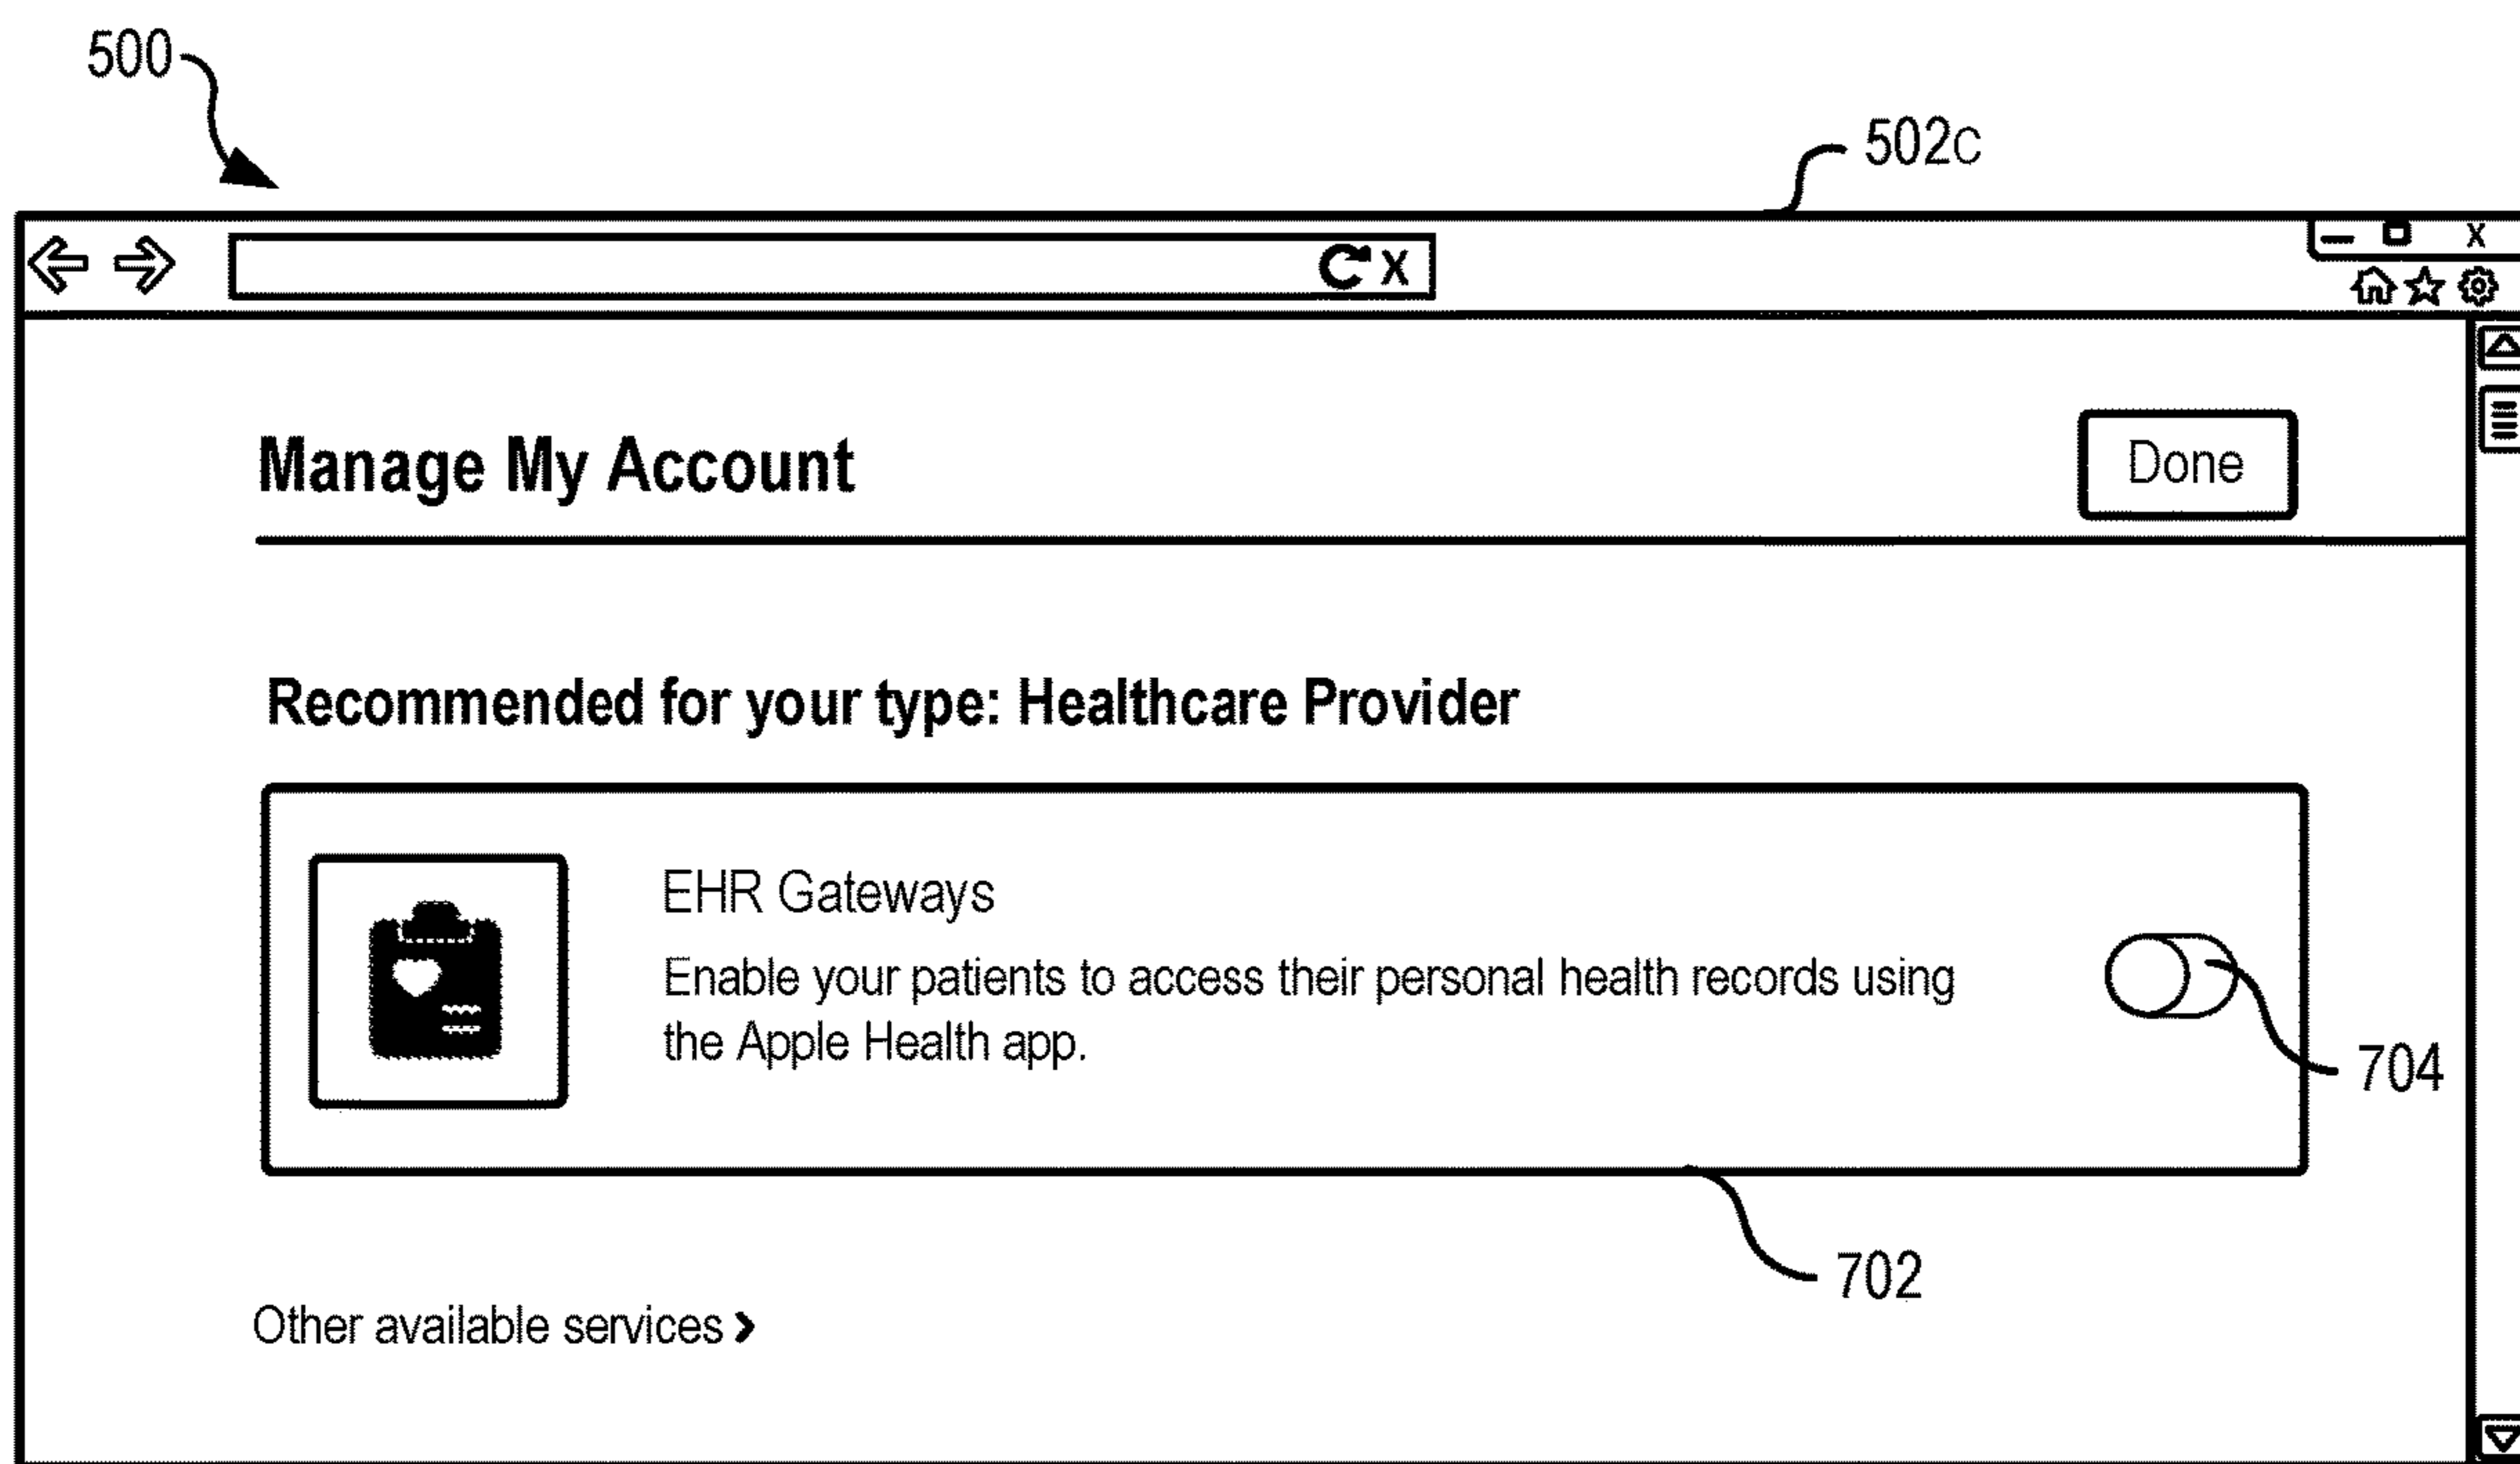 500
502c
X
X
Manage My Account
Done
Recommended for your type: Healthcare Provider
EHR Gateways
Enable your patients to access their personal health records using
the Apple Health app.
704
702
Other available services >